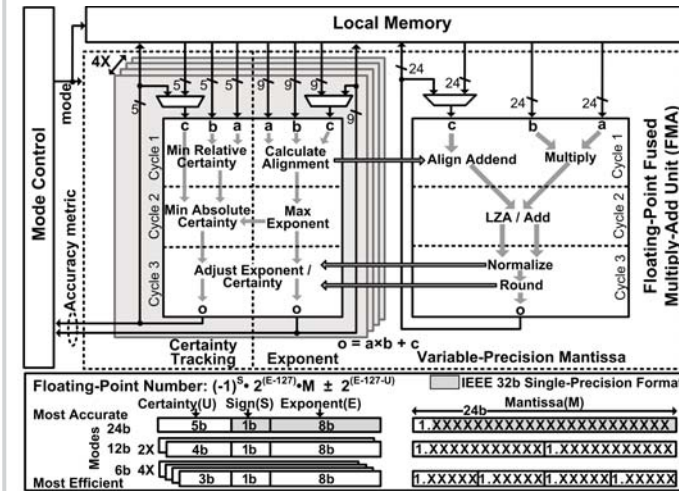 Local Memory
4X
5
5
5
9
9
9
24
24
5
9
24
24
mode
Mode Control
Accuracy metric
c b a a b c
c b a
Cycle 1
Min Relative Certainty
Calculate Alignment
Align Addend
Multiply
Cycle 1
Cycle 2
Min Absolute Certainty
Max Exponent
LZA / Add
Cycle 2
Cycle 3
Adjust Exponent / Certainty
Normalize
Round
Cycle 3
o o o
o = a×b + c
Certainty Tracking
Exponent
Variable-Precision Mantissa
Floating-Point Fused Multiply-Add Unit (FMA)
Floating-Point Number: (-1)^S • 2^(E-127) •M ± 2^(E-127-U)
IEEE 32b Single-Precision Format
Certainty(U) Sign(S) Exponent(E)
Mantissa(M)
24b
Most Accurate
Modes
24b
5b 1b 8b
1.XXXXXXXXXXXXXXXXXXXXXXX
12b 2X
4b 1b 8b
1.XXXXXXXXXXX 1.XXXXXXXXXXX
6b 4X
3b 1b 8b
1.XXXXX 1.XXXXX 1.XXXXX 1.XXXXX
Most Efficient